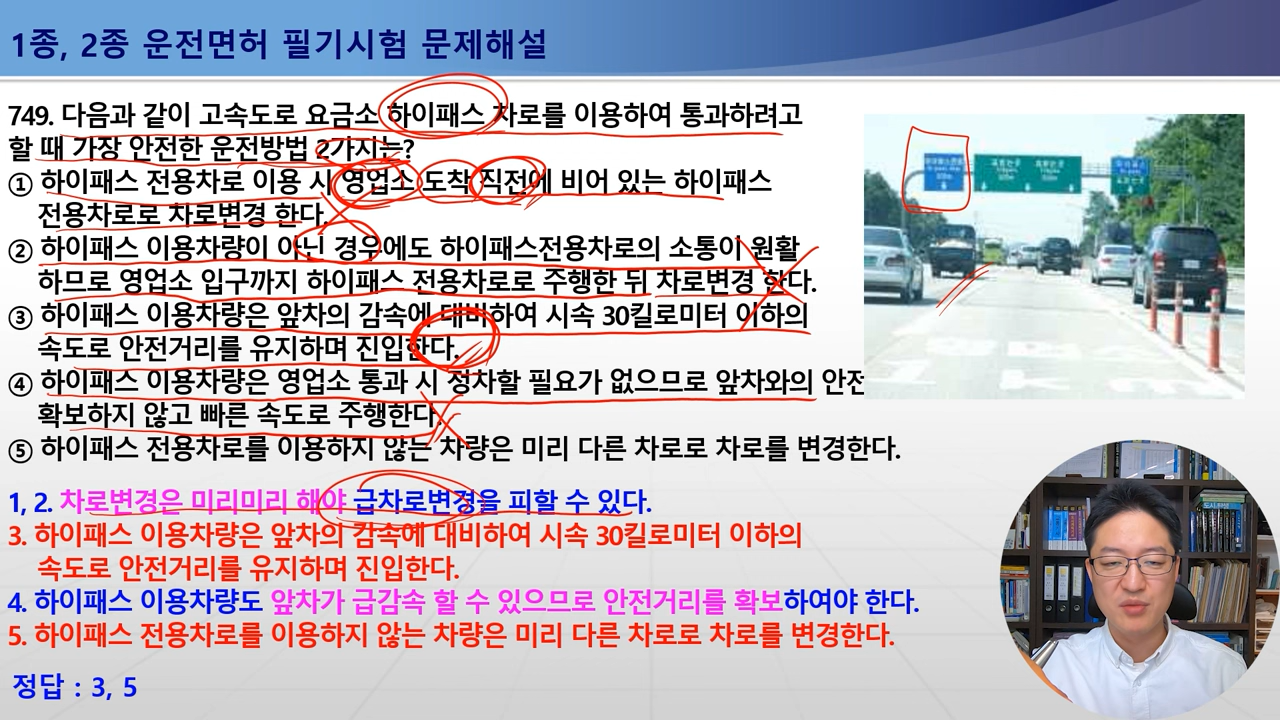 1종, 2종 운전면허 필기시험 문제해설
749. 다음과 같이 고속도로 요금소 하이패스 차로를 이용하여 통과하려고
할 때 가장 안전한 운전방법 2가지는?
① 하이패스 전용차로 이용 시 영업소 도착 직전에 비어 있는 하이패스
전용차로로 차로변경 한다.
② 하이패스 이용차량이 아닌 경우에도 하이패스전용차로의 소통이 원활
하므로 영업소 입구까지 하이패스 전용차로로 주행한 뒤 차로변경 한다.
③ 하이패스 이용차량은 앞차의 감속에 대비하여 시속 30킬로미터 이하의
속도로 안전거리를 유지하며 진입한다.
④ 하이패스 이용차량은 영업소 통과 시 정차할 필요가 없으므로 앞차와의 안전
확보하지 않고 빠른 속도로 주행한다.
⑤ 하이패스 전용차로를 이용하지 않는 차량은 미리 다른 차로로 차로를 변경한다.
1, 2. 차로변경은 미리미리 해야 급차로변경을 피할 수 있다.
3. 하이패스 이용차량은 앞차의 감속에 대비하여 시속 30킬로미터 이하의
속도로 안전거리를 유지하며 진입한다.
4. 하이패스 이용차량도 앞차가 급감속 할 수 있으므로 안전거리를 확보하여야 한다.
5. 하이패스 전용차로를 이용하지 않는 차량은 미리 다른 차로로 차로를 변경한다.
정답 : 3, 5